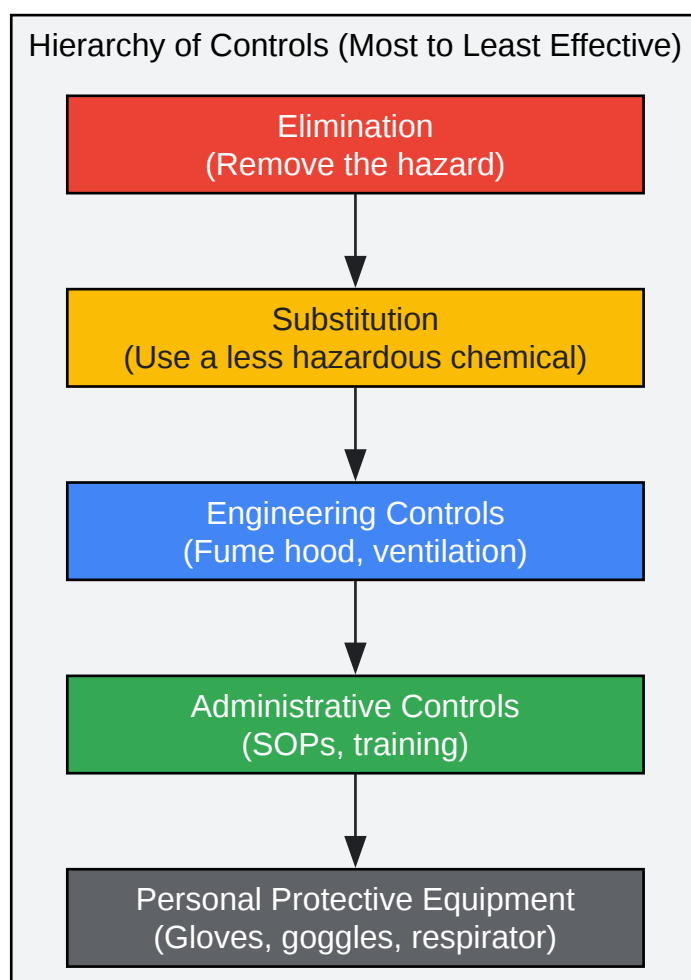 Hierarchy of Controls (Most to Least Effective)
Elimination
(Remove the hazard)
Substitution
(Use a less hazardous chemical)
Engineering Controls
(Fume hood, ventilation)
Administrative Controls
(SOPs, training)
Personal Protective Equipment
(Gloves, goggles, respirator)